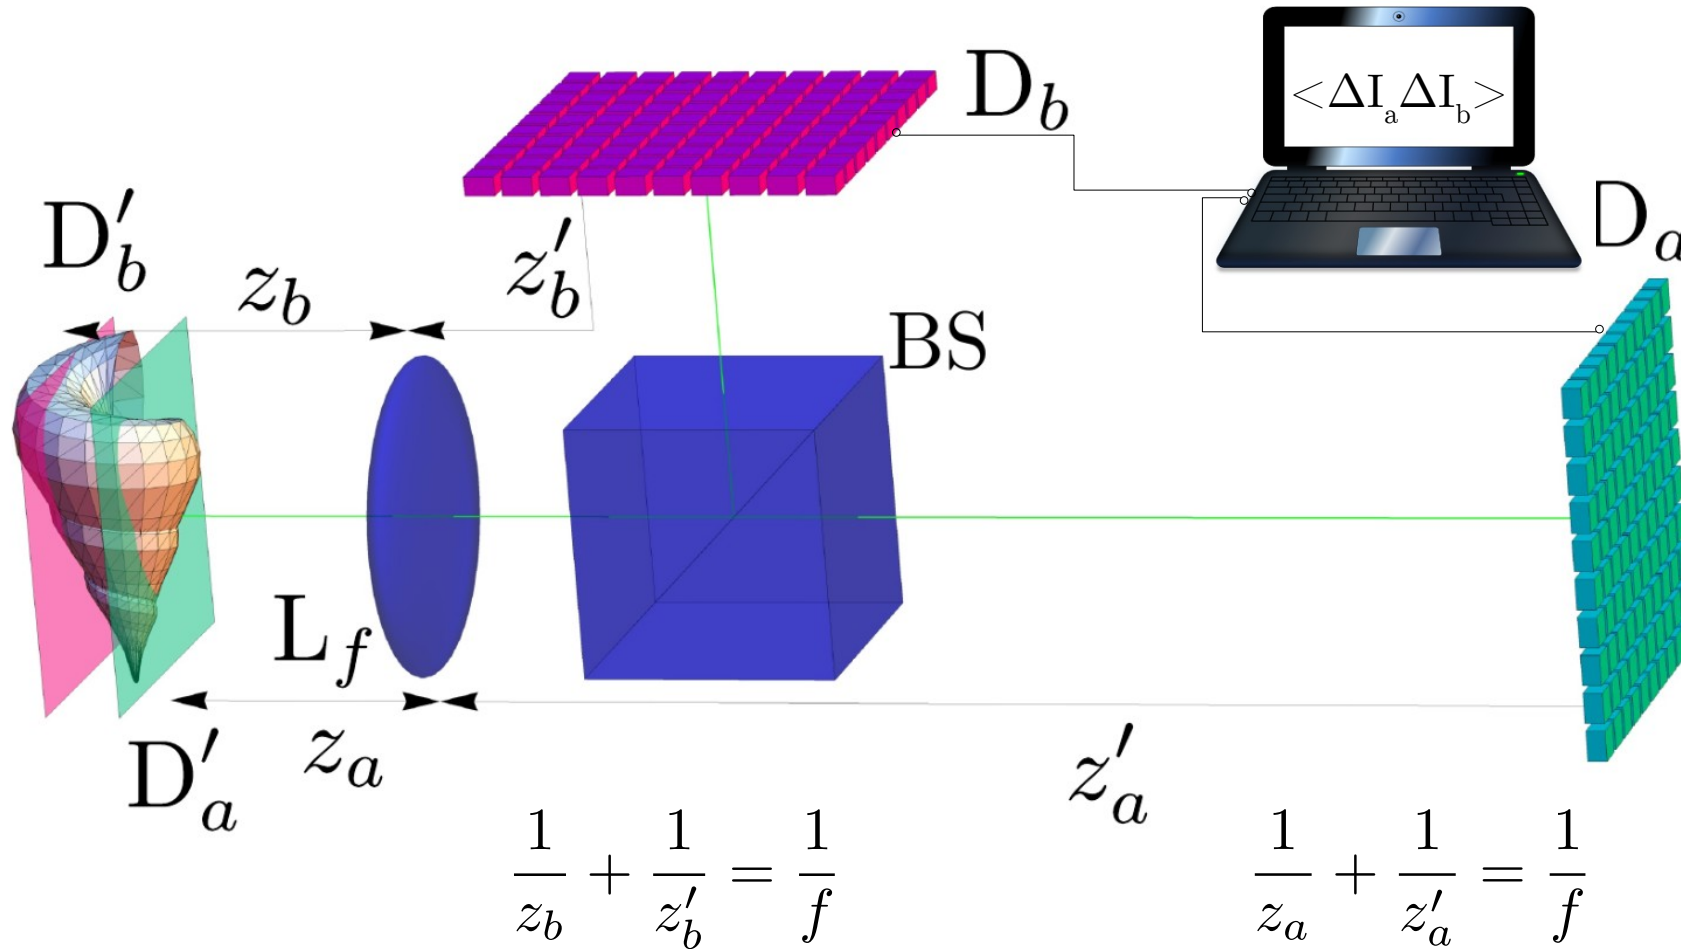 D_b
<ΔI_aΔI_b>
D'_b
z_b
z'_b
D_a
BS
L_f
D'_a
z_a
z'_a
1/z_b + 1/z'_b = 1/f
1/z_a + 1/z'_a = 1/f